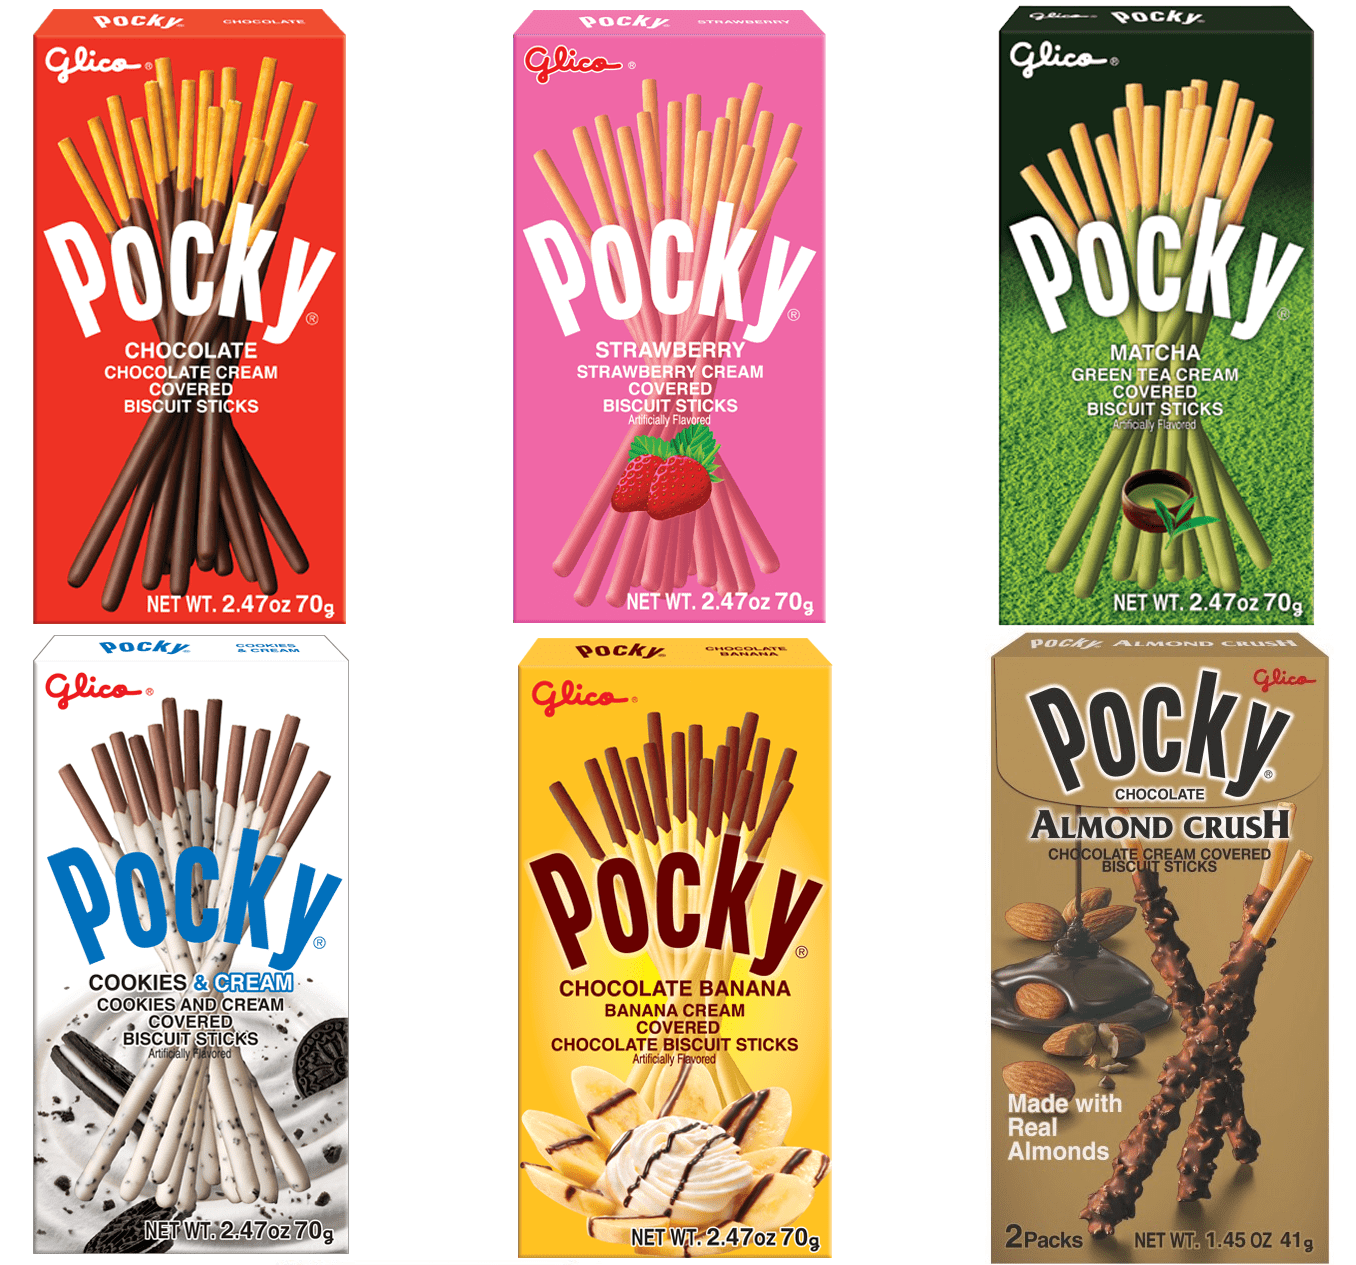 Pocky CHOCOLATE
Glico
Pocky
CHOCOLATE
CHOCOLATE CREAM
COVERED
BISCUIT STICKS
NET WT. 2.47oz 70g
Pocky STRAWBERRY
Glico
Pocky
STRAWBERRY
STRAWBERRY CREAM
COVERED
BISCUIT STICKS
Artificially Flavored
NET WT. 2.47oz 70g
Glico Pocky
Glico
Pocky
MATCHA
GREEN TEA CREAM
COVERED
BISCUIT STICKS
Artificially Flavored
NET WT. 2.47oz 70g
Pocky COOKIES
& CREAM
Glico
Pocky
COOKIES & CREAM
COOKIES AND CREAM
COVERED
BISCUIT STICKS
Artificially Flavored
NET WT. 2.47oz 70g
Pocky CHOCOLATE
BANANA
Glico
Pocky
CHOCOLATE BANANA
BANANA CREAM
COVERED
CHOCOLATE BISCUIT STICKS
Artificially Flavored
NET WT. 2.47oz 70g
Pocky ALMOND CRUSH
Glico
Pocky
CHOCOLATE
ALMOND CRUSH
CHOCOLATE CREAM COVERED
BISCUIT STICKS
Made with
Real
Almonds
2Packs NET WT. 1.45 OZ 41g